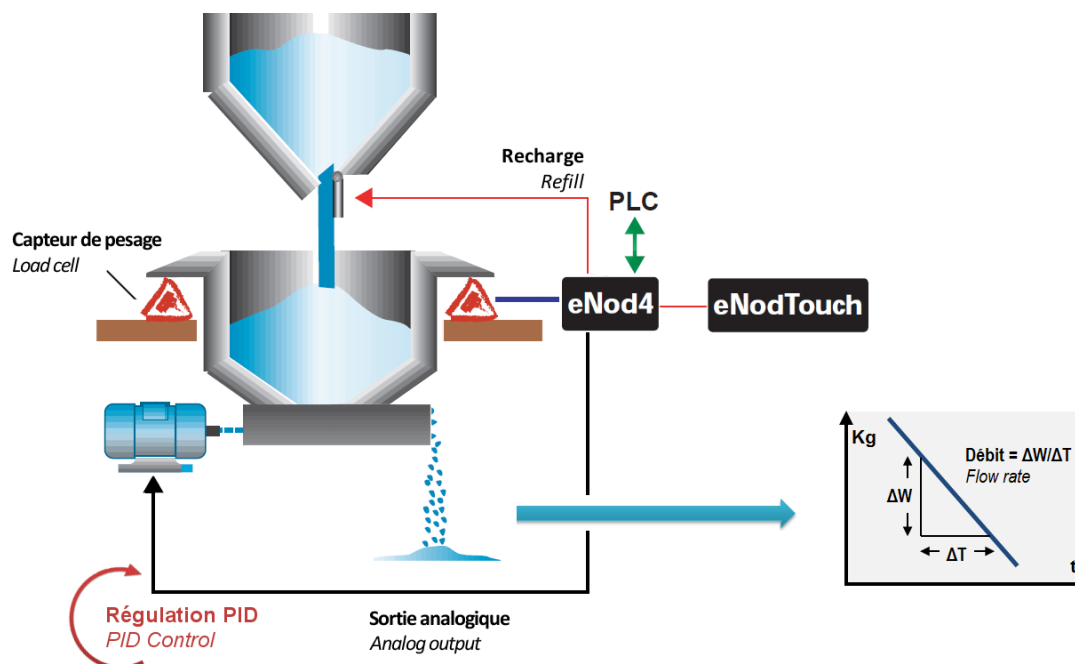 Recharge
Refill
PLC
Capteur de pesage
Load cell
eNod4
eNodTouch
Kg
Débit = ΔW/ΔT
Flow rate
ΔW
ΔT
t
Régulation PID
PID Control
Sortie analogique
Analog output